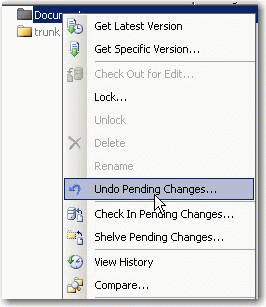 Documen
trunk
Get Latest Version
Get Specific Version...
Check Out for Edit...
Lock...
Unlock
Delete
Rename
Undo Pending Changes...
Check In Pending Changes...
Shelve Pending Changes...
View History
Compare...